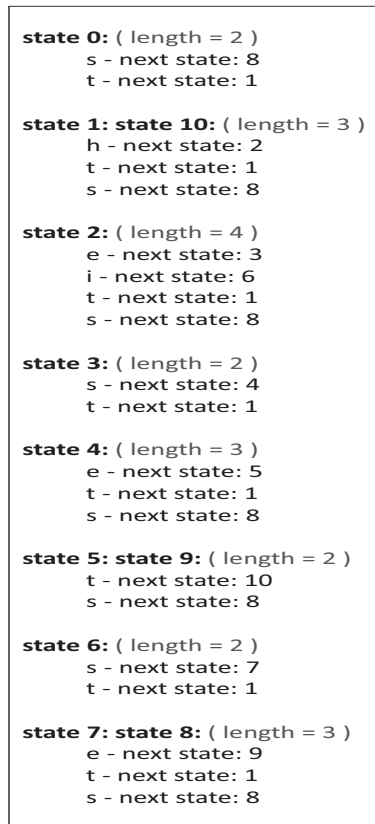 state 0: ( length = 2 )
s - next state: 8
t - next state: 1
state 1: state 10: ( length = 3 )
h - next state: 2
t - next state: 1
s - next state: 8
state 2: ( length = 4 )
e - next state: 3
i - next state: 6
t - next state: 1
s - next state: 8
state 3: ( length = 2 )
s - next state: 4
t - next state: 1
state 4: ( length = 3 )
e - next state: 5
t - next state: 1
s - next state: 8
state 5: state 9: ( length = 2 )
t - next state: 10
s - next state: 8
state 6: ( length = 2 )
s - next state: 7
t - next state: 1
state 7: state 8: ( length = 3 )
e - next state: 9
t - next state: 1
s - next state: 8